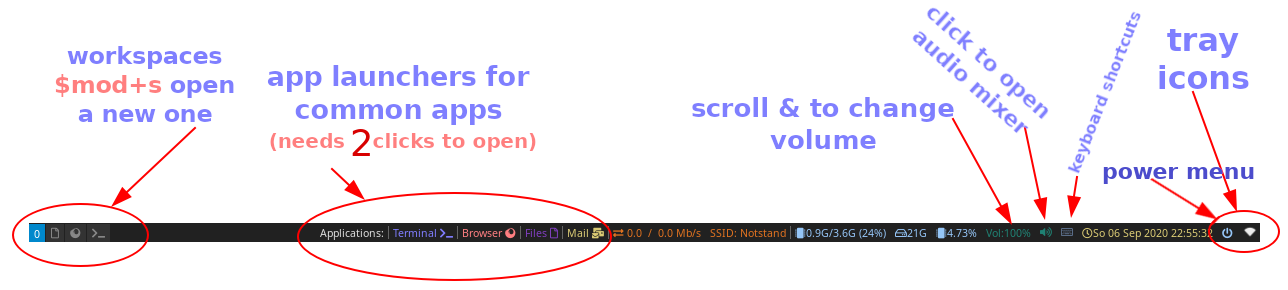 workspaces
$mod+s open
a new one
app launchers for
common apps
(needs 2 clicks to open)
scroll & to change
volume
click to open
audio mixer
keyboard shortcuts
tray
icons
power menu
0 Applications: Terminal Browser Files Mail 0.0 / 0.0 Mb/s SSID: Notstand 0.9G/3.6G (24%) 21G 4.73% Vol:100% So 06 Sep 2020 22:55:32